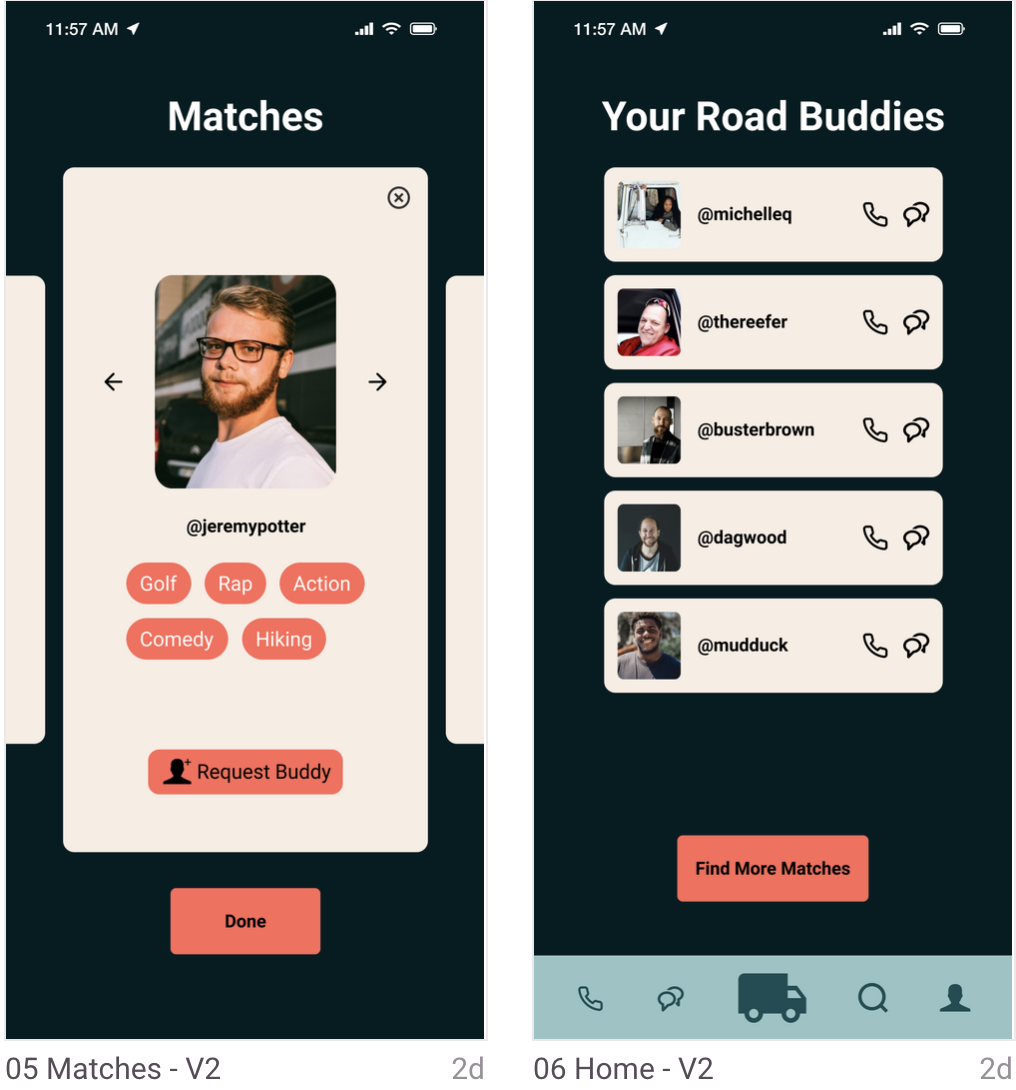 11:57 AM
Matches
@jeremypotter
Golf Rap Action
Comedy Hiking
Request Buddy
Done
05 Matches - V2 2d
11:57 AM
Your Road Buddies
@michelleq
@thereefer
@busterbrown
@dagwood
@mudduck
Find More Matches
06 Home - V2 2d